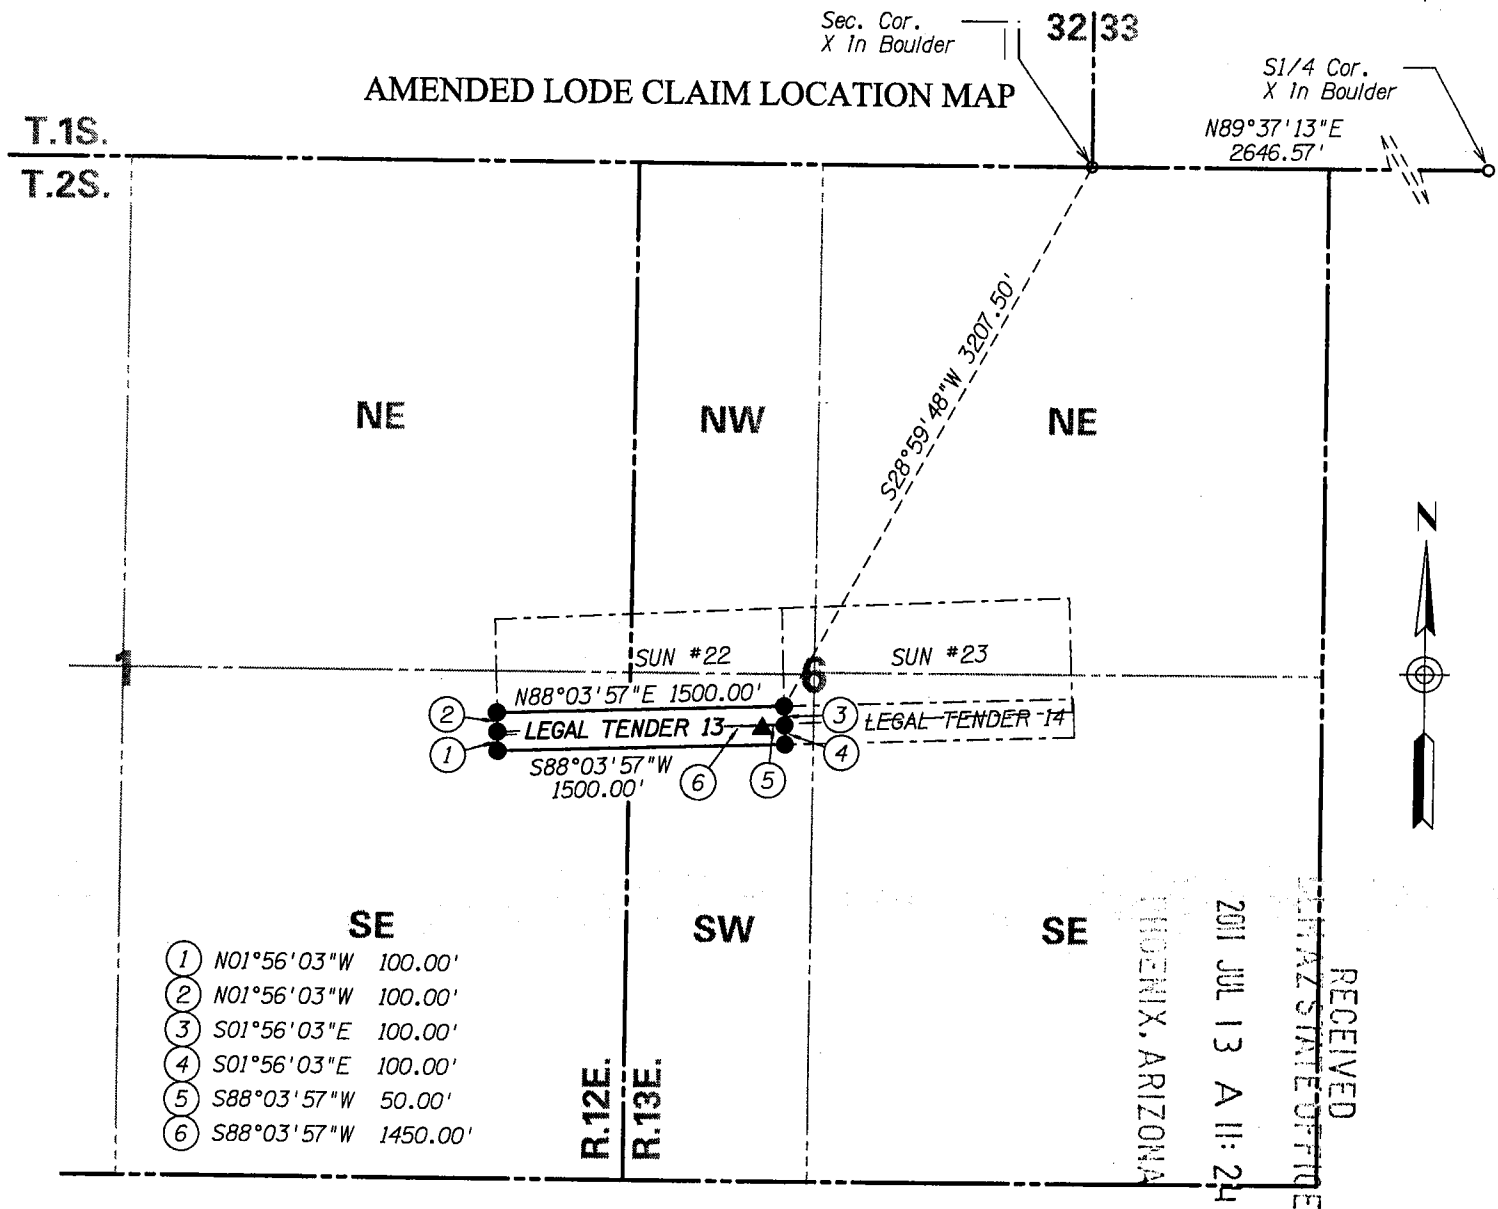 Sec. Cor.
X In Boulder
32|33
S1/4 Cor.
X In Boulder
AMENDED LODE CLAIM LOCATION MAP
N89°37'13"E
2646.57'
T.1S.
T.2S.
S28°59'48"W 3207.50'
NE
NW
NE
N
1
SUN #22
6
SUN #23
N88°03'57"E 1500.00'
2
LEGAL TENDER 13
3
LEGAL TENDER 14
1
S88°03'57"W
1500.00'
6
5
4
SE
SW
SE
1 N01°56'03"W 100.00'
2 N01°56'03"W 100.00'
3 S01°56'03"E 100.00'
4 S01°56'03"E 100.00'
5 S88°03'57"W 50.00'
6 S88°03'57"W 1450.00'
R.12E.
R.13E.
RECEIVED
AZ STATE OFFICE
2011 JUL 13 A 11: 24
PHOENIX, ARIZONA